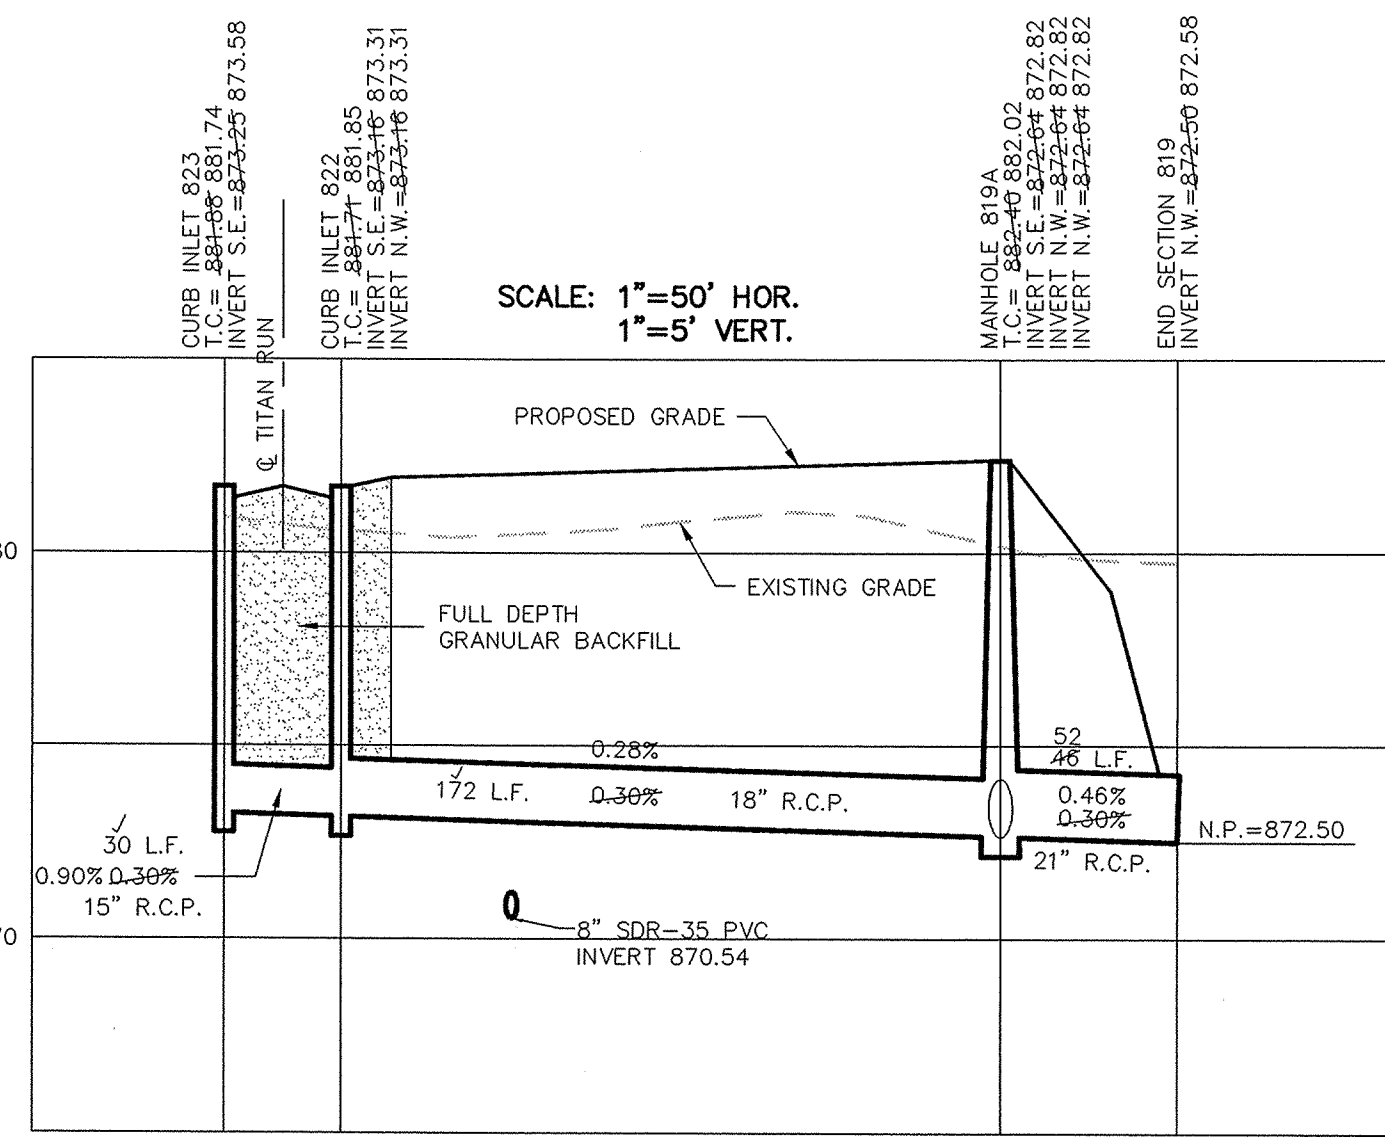 CURB INLET 823
T.C.= 881.88 881.74
INVERT S.E.=873.25 873.58
℄ TITAN RUN
CURB INLET 822
T.C.= 881.71 881.85
INVERT S.E.=873.16 873.31
INVERT N.W.=873.16 873.31
MANHOLE 819A
T.C.= 882.40 882.02
INVERT S.E.=872.64 872.82
INVERT N.W.=872.64 872.82
INVERT N.W.=872.64 872.82
END SECTION 819
INVERT N.W.=872.50 872.58
SCALE: 1"=50' HOR.
1"=5' VERT.
PROPOSED GRADE
EXISTING GRADE
FULL DEPTH
GRANULAR BACKFILL
0.28%
172 L.F.
0.30%
18" R.C.P.
52
46 L.F.
0.46%
0.30%
21" R.C.P.
N.P.=872.50
30 L.F.
0.90% 0.30%
15" R.C.P.
8" SDR-35 PVC
INVERT 870.54